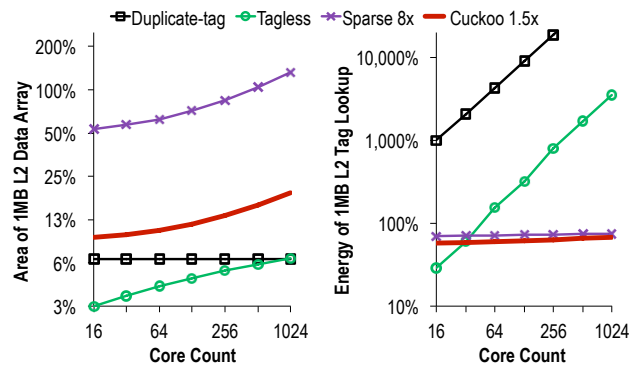 Duplicate-tag Tagless Sparse 8x Cuckoo 1.5x
Area of 1MB L2 Data Array
200%
100%
50%
25%
13%
6%
3%
16 64 256 1024
Core Count
Energy of 1MB L2 Tag Lookup
10,000%
1,000%
100%
10%
16 64 256 1024
Core Count